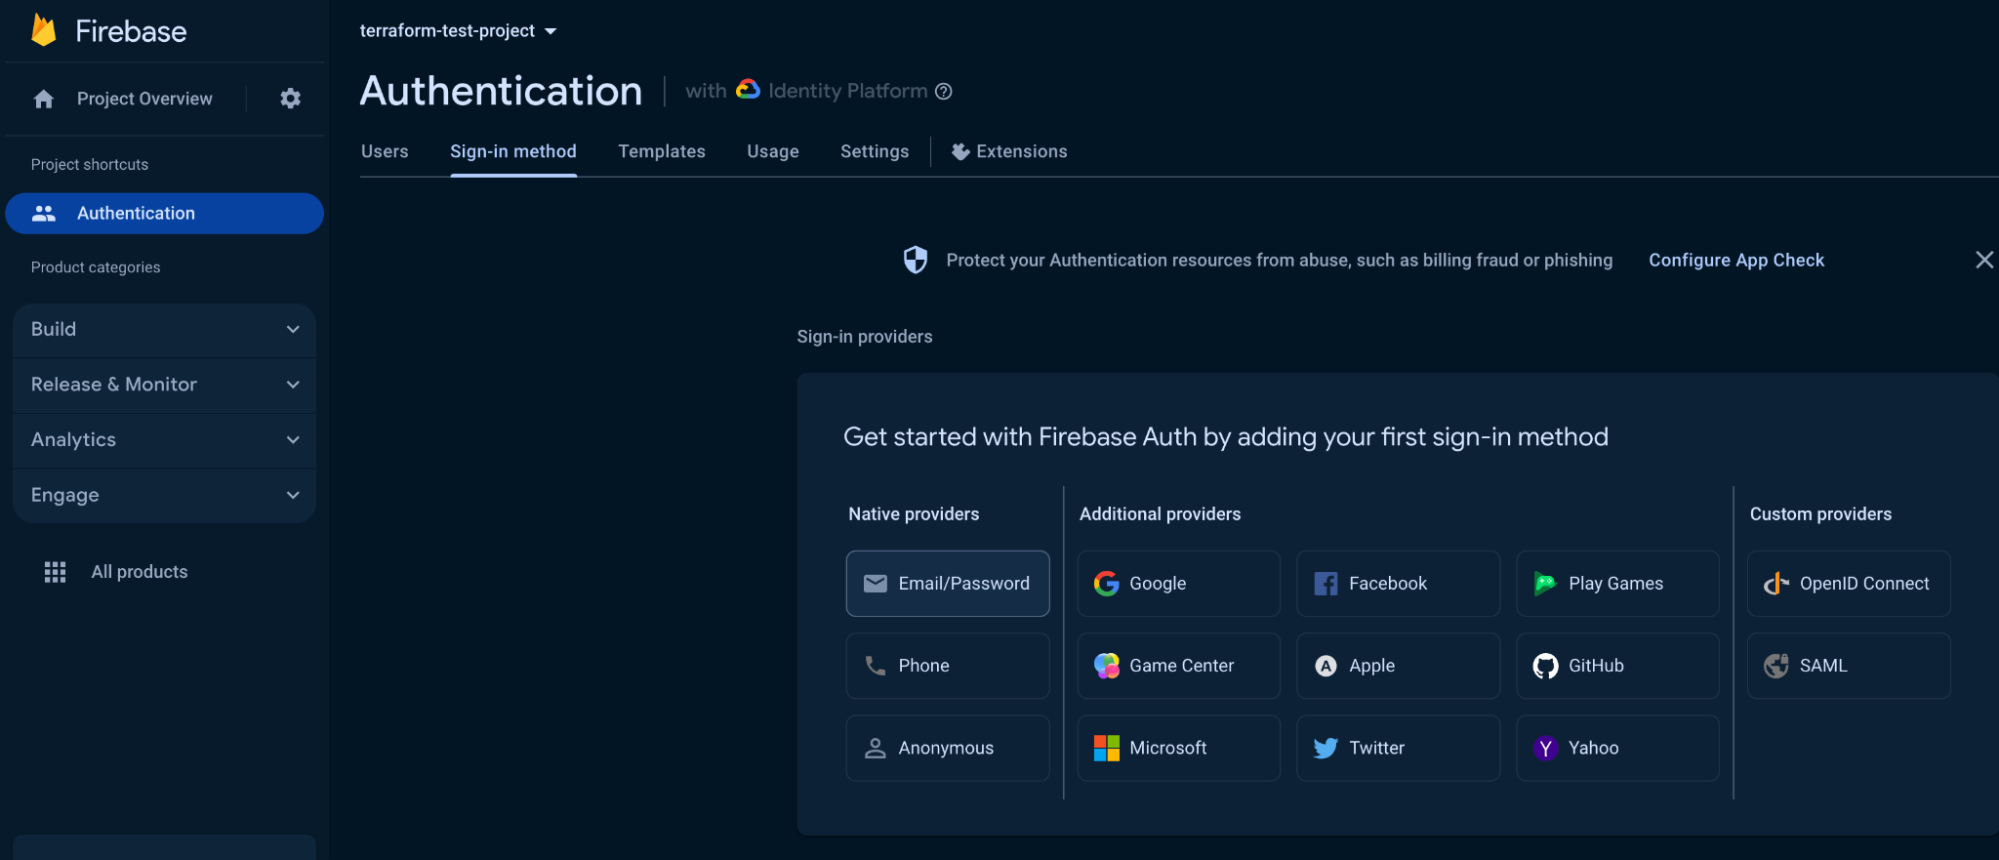 Firebase
Project Overview
Project shortcuts
Authentication
Product categories
Build
Release & Monitor
Analytics
Engage
All products
terraform-test-project
Authentication with Identity Platform
Users Sign-in method Templates Usage Settings Extensions
Protect your Authentication resources from abuse, such as billing fraud or phishing Configure App Check
Sign-in providers
Get started with Firebase Auth by adding your first sign-in method
Native providers Additional providers Custom providers
Email/Password Google Facebook Play Games OpenID Connect
Phone Game Center Apple GitHub SAML
Anonymous Microsoft Twitter Yahoo